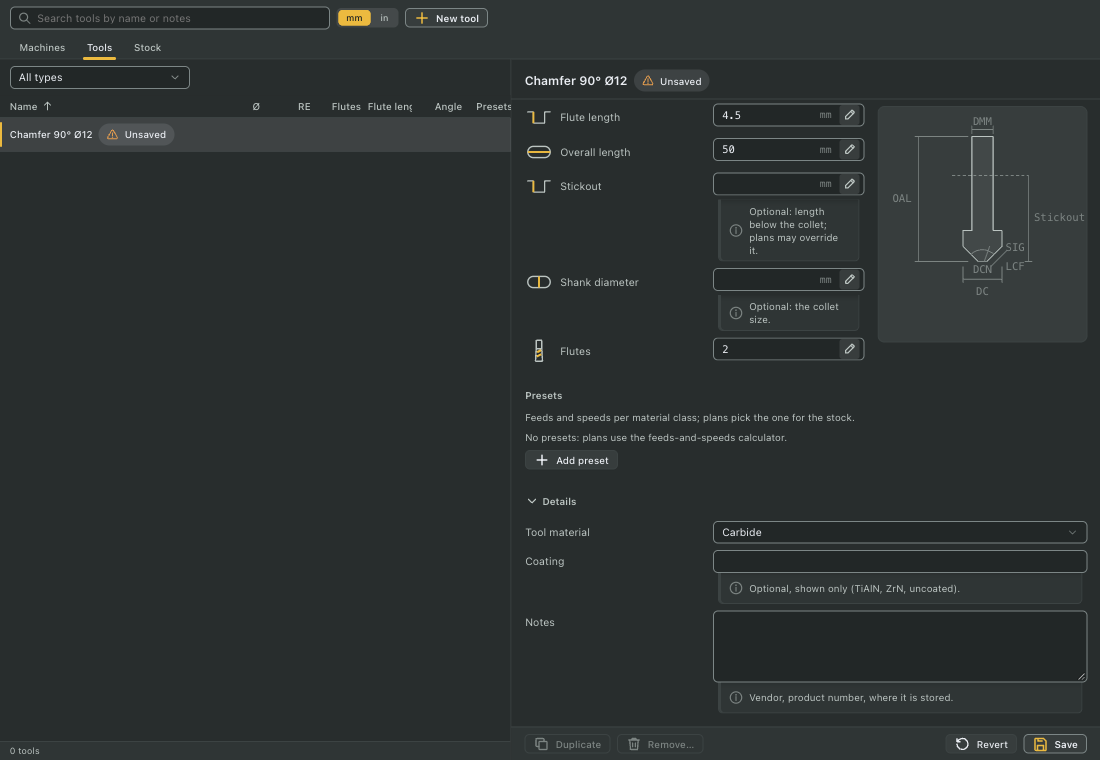 Search tools by name or notes
mm in
New tool
Machines Tools Stock
All types
Name ↑ Ø RE Flutes Flute leng Angle Presets
Chamfer 90° Ø12 Unsaved
0 tools
Chamfer 90° Ø12 Unsaved
Flute length 4.5 mm
Overall length 50 mm
Stickout mm
Optional: length
below the collet;
plans may override
it.
Shank diameter mm
Optional: the collet
size.
Flutes 2
DMM
OAL
Stickout
SIG
LCF
DCN
DC
Presets
Feeds and speeds per material class; plans pick the one for the stock.
No presets: plans use the feeds-and-speeds calculator.
Add preset
Details
Tool material Carbide
Coating
Optional, shown only (TiAlN, ZrN, uncoated).
Notes
Vendor, product number, where it is stored.
Duplicate Remove... Revert Save